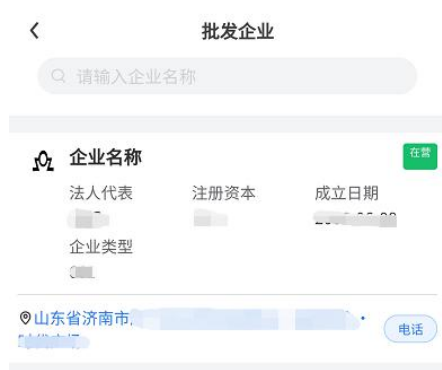 批发企业
请输入企业名称
企业名称 在营
法人代表 注册资本 成立日期
企业类型
山东省济南市
电话